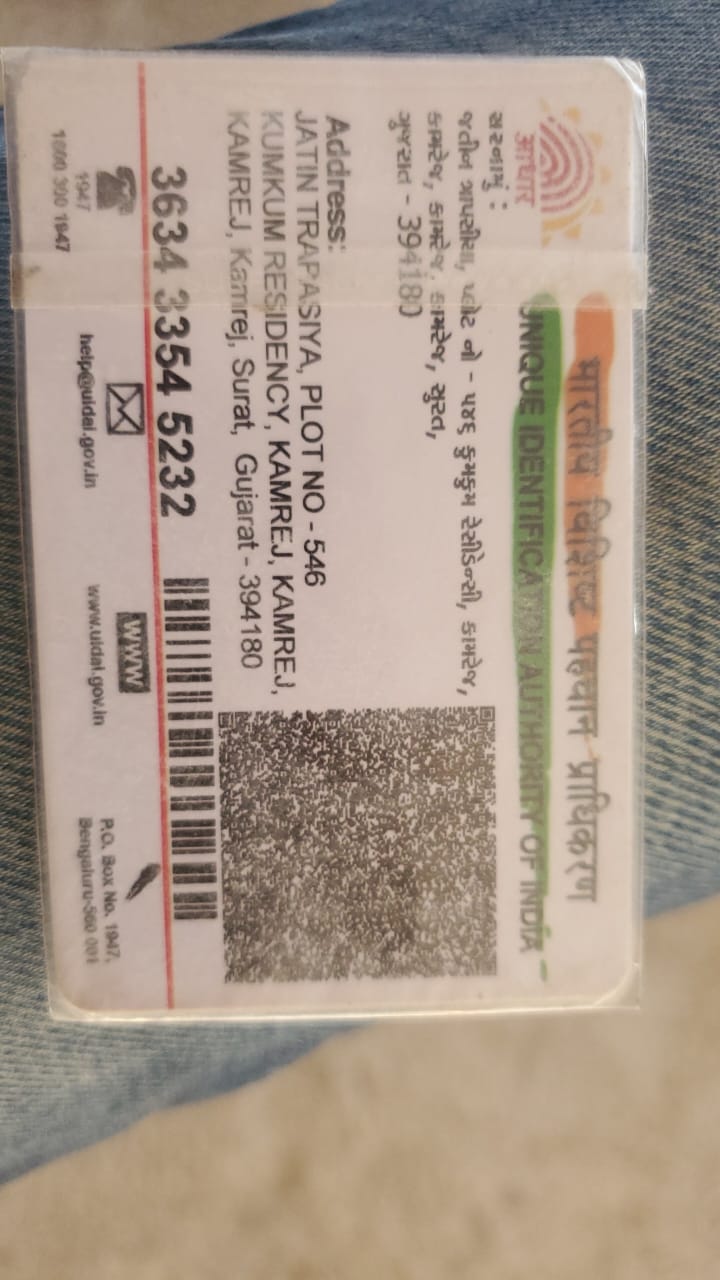 भारतीय विशिष्ट पहचान प्राधिकरण
UNIQUE IDENTIFICATION AUTHORITY OF INDIA
आधार
સરનામું :
જતીન ત્રાપસીયા, પ્લોટ નો - ૫૪૬ કુમકુમ રેસીડેન્સી, કામરેજ,
કામરેજ, કામરેજ, કામરેજ, સુરત,
ગુજરાત - 394180
Address:
JATIN TRAPASIYA, PLOT NO - 546
KUMKUM RESIDENCY, KAMREJ, KAMREJ,
KAMREJ, Kamrej, Surat, Gujarat - 394180
3634 3354 5232
1947
1800 300 1947
help@uidai.gov.in
WWW
www.uidai.gov.in
P.O. Box No. 1947,
Bengaluru-560 001